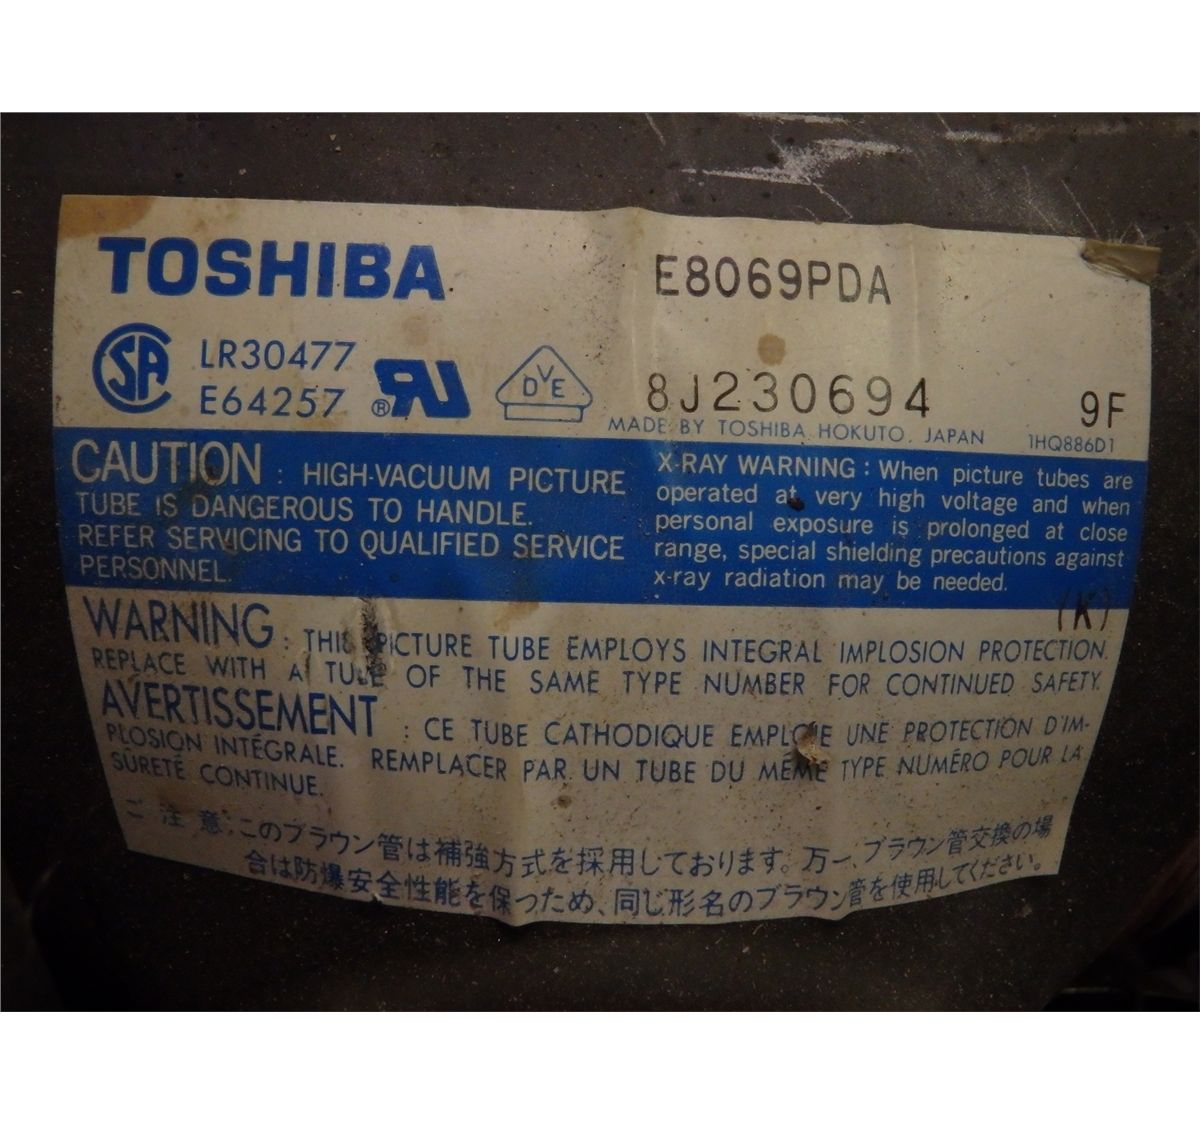 TOSHIBA
E8069PDA
LR30477
E64257
VDE
8J230694
9F
MADE BY TOSHIBA HOKUTO, JAPAN
1HQ886D1
CAUTION : HIGH-VACUUM PICTURE
TUBE IS DANGEROUS TO HANDLE.
REFER SERVICING TO QUALIFIED SERVICE
PERSONNEL.
X-RAY WARNING : When picture tubes are
operated at very high voltage and when
personal exposure is prolonged at close
range, special shielding precautions against
x-ray radiation may be needed.
(K)
WARNING : THIS PICTURE TUBE EMPLOYS INTEGRAL IMPLOSION PROTECTION.
REPLACE WITH A TUBE OF THE SAME TYPE NUMBER FOR CONTINUED SAFETY.
AVERTISSEMENT : CE TUBE CATHODIQUE EMPLOIE UNE PROTECTION D'IM-
PLOSION INTÉGRALE. REMPLACER PAR UN TUBE DU MÊME TYPE NUMÉRO POUR LA
SURETÉ CONTINUE.
ご注意:このブラウン管は補強方式を採用しております。万一、ブラウン管交換の場
合は防爆安全性能を保つため、同じ形名のブラウン管を使用してください。